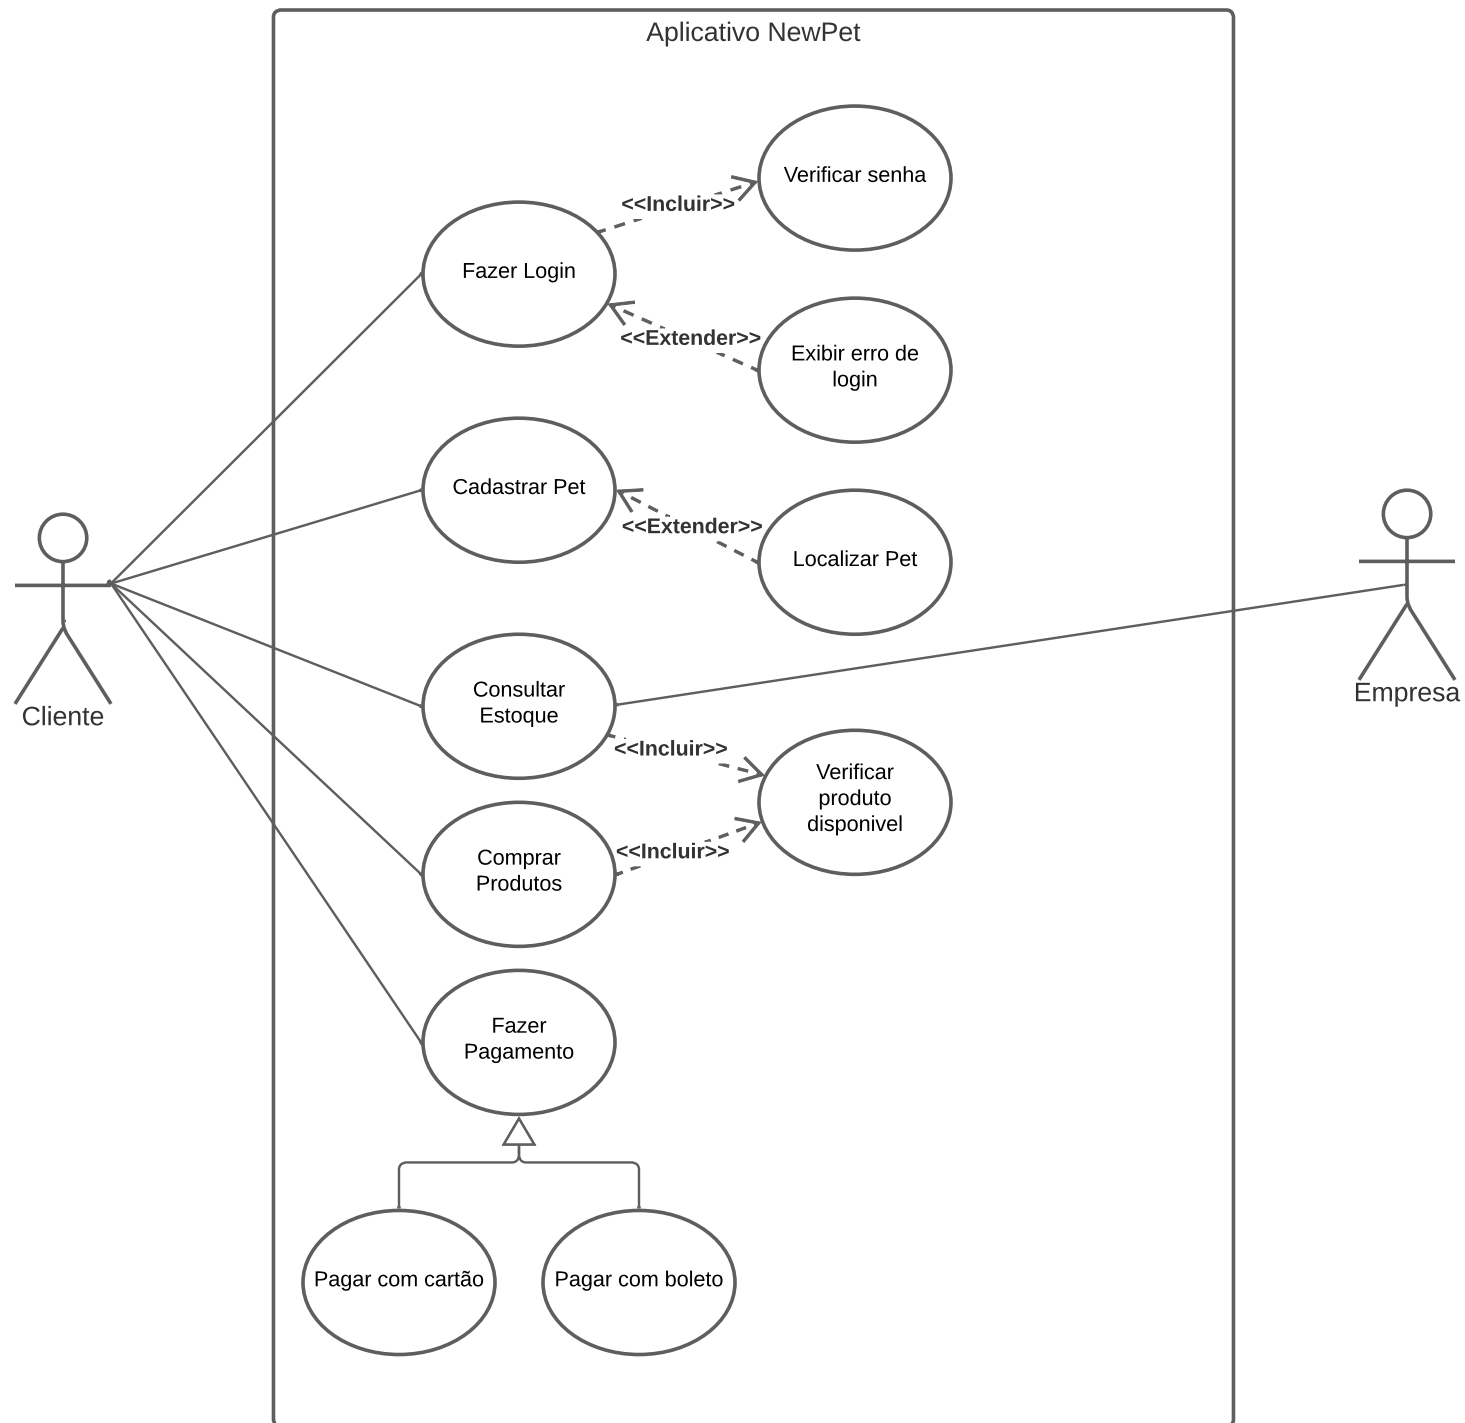 Aplicativo NewPet
Verificar senha
<<Incluir>>
Fazer Login
<<Extender>>
Exibir erro de
login
Cadastrar Pet
<<Extender>>
Localizar Pet
Cliente
Empresa
Consultar
Estoque
<<Incluir>>
Verificar
produto
disponivel
<<Incluir>>
Comprar
Produtos
Fazer
Pagamento
Pagar com cartão
Pagar com boleto